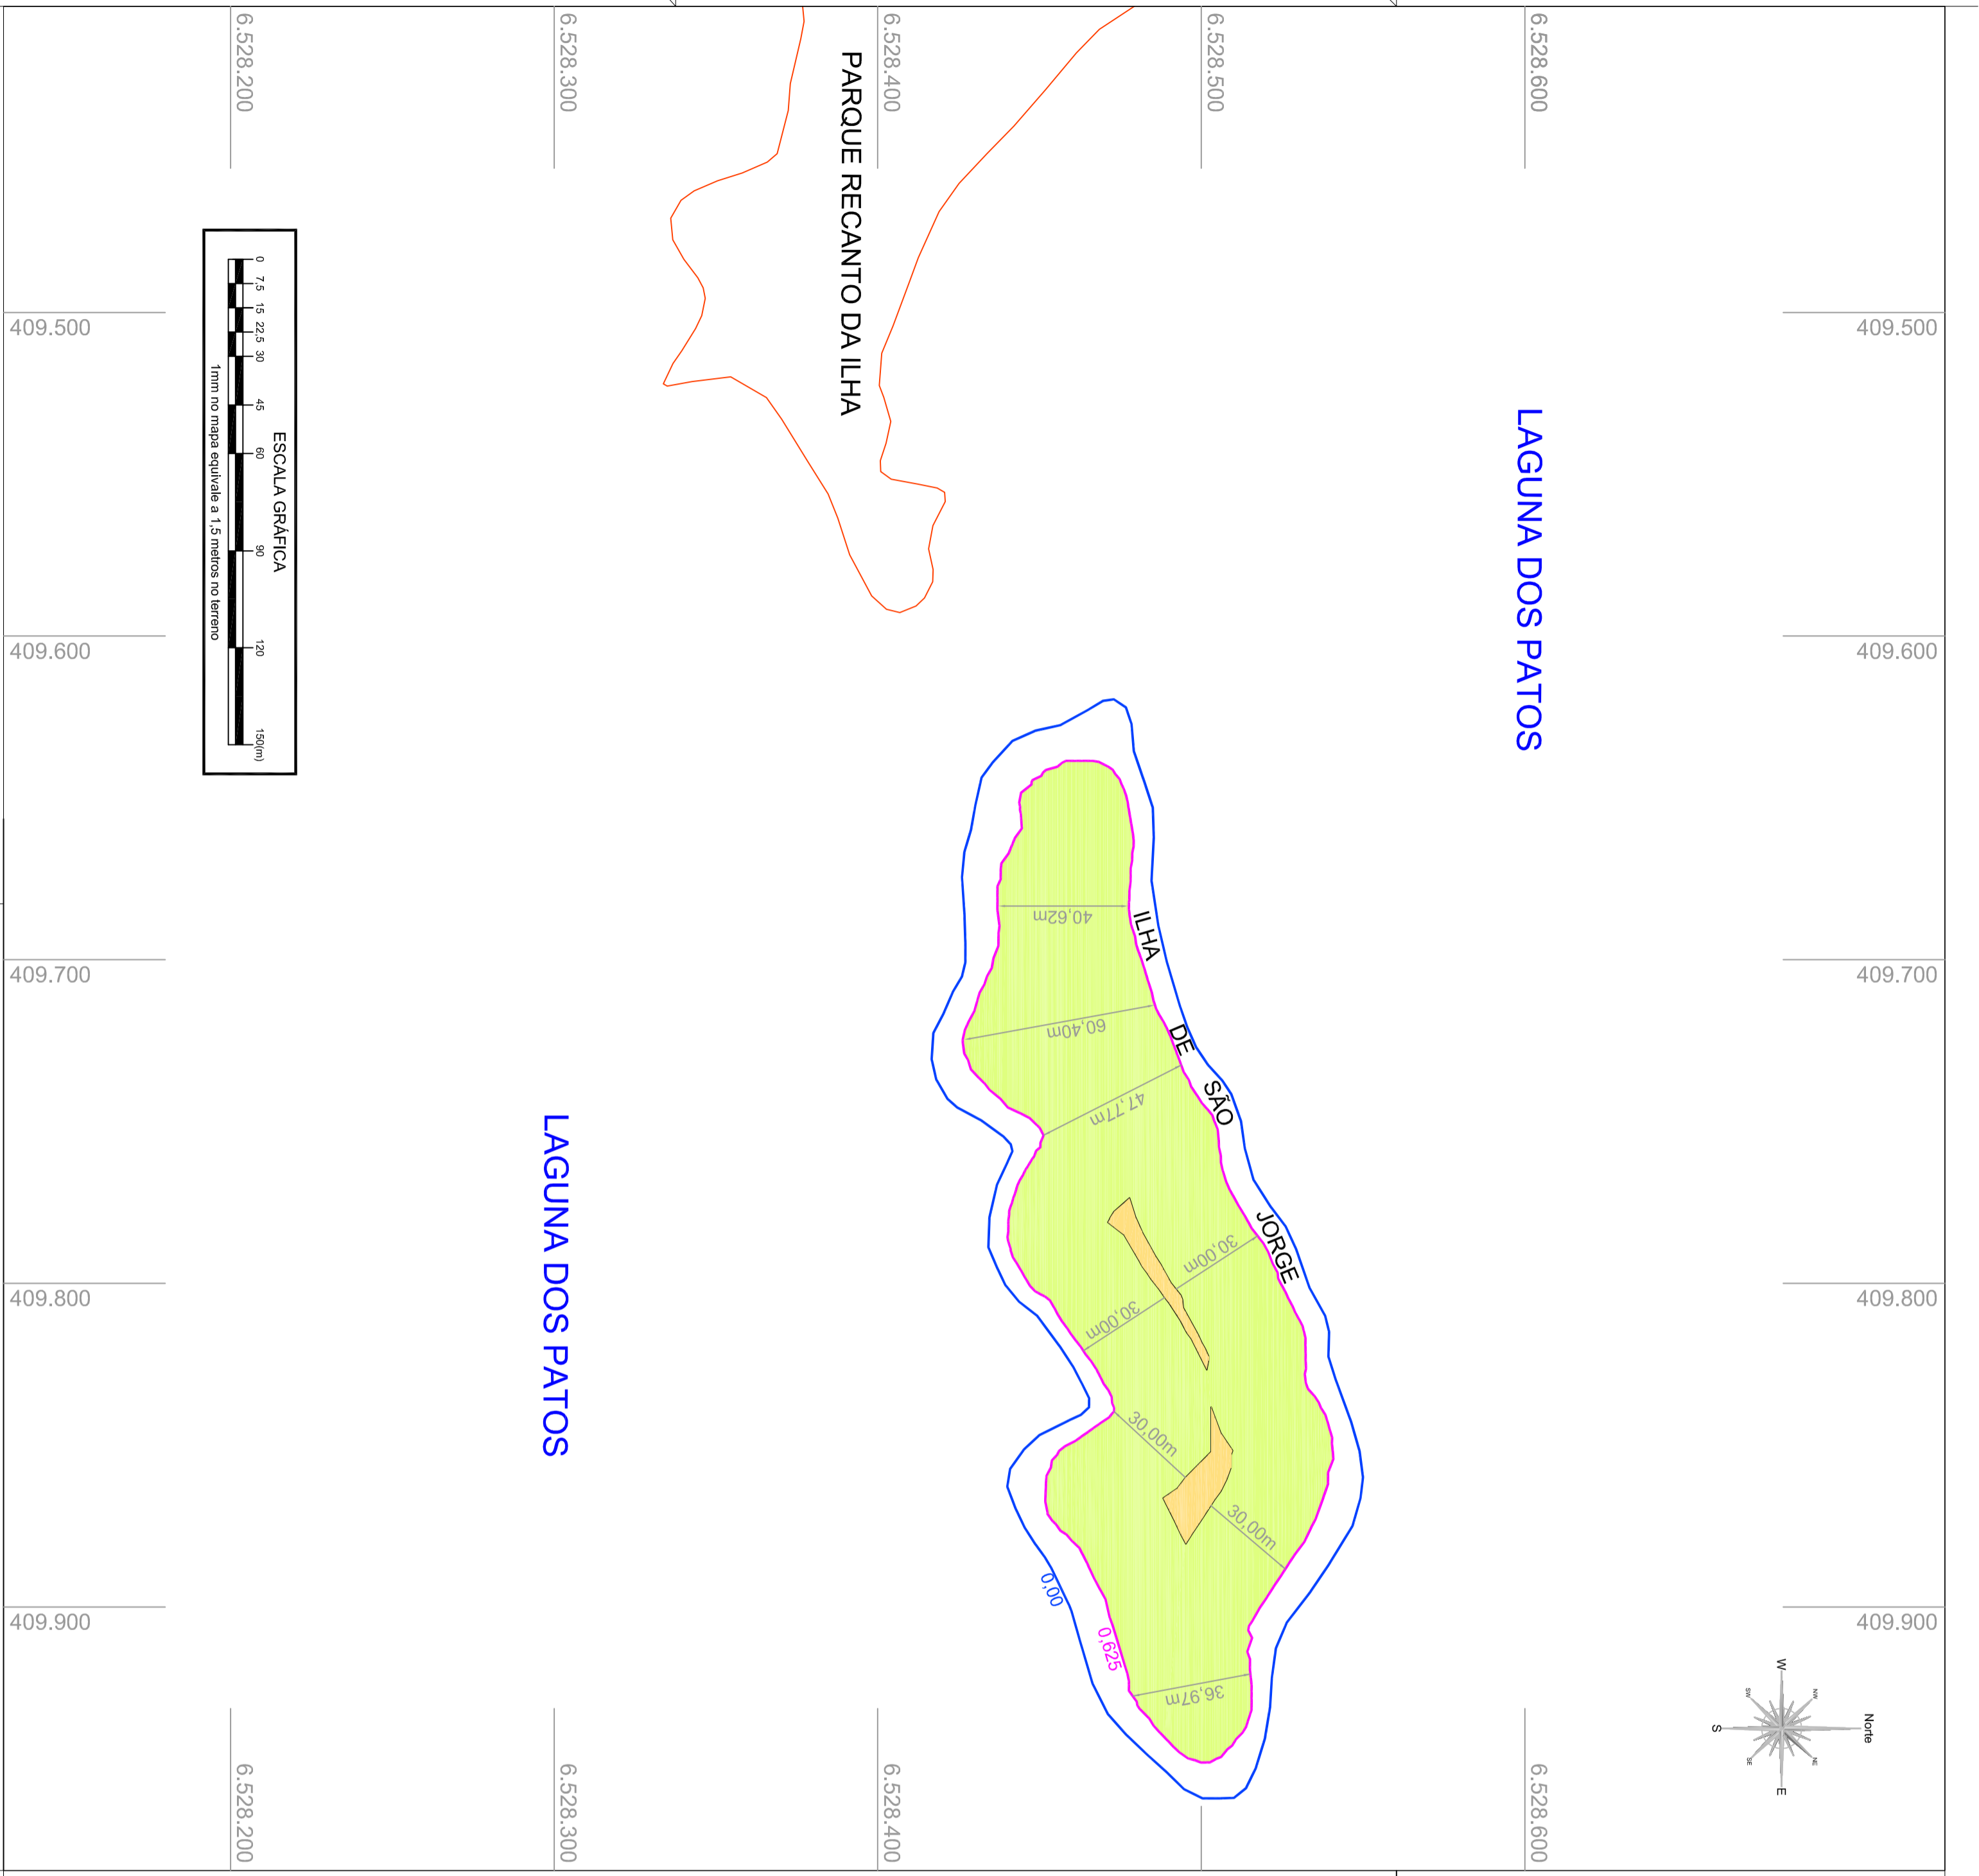 6.528.200
6.528.300
6.528.400
6.528.500
6.528.600
PARQUE RECANTO DA ILHA
LAGUNA DOS PATOS
409.500
409.500
409.600
409.600
409.700
409.700
409.800
409.800
409.900
409.900
ESCALA GRÁFICA
0 7,5 15 22,5 30 45 60 90 120 150(m)
1mm no mapa equivale a 1,5 metros no terreno
ILHA DE SÃO JORGE
40,62m
60,40m
47,77m
30,00m
30,00m
30,00m
30,00m
36,97m
0,00
0,625
LAGUNA DOS PATOS
Norte
W
NW
SW
S
NE
SE
E
6.528.200
6.528.300
6.528.400
6.528.600